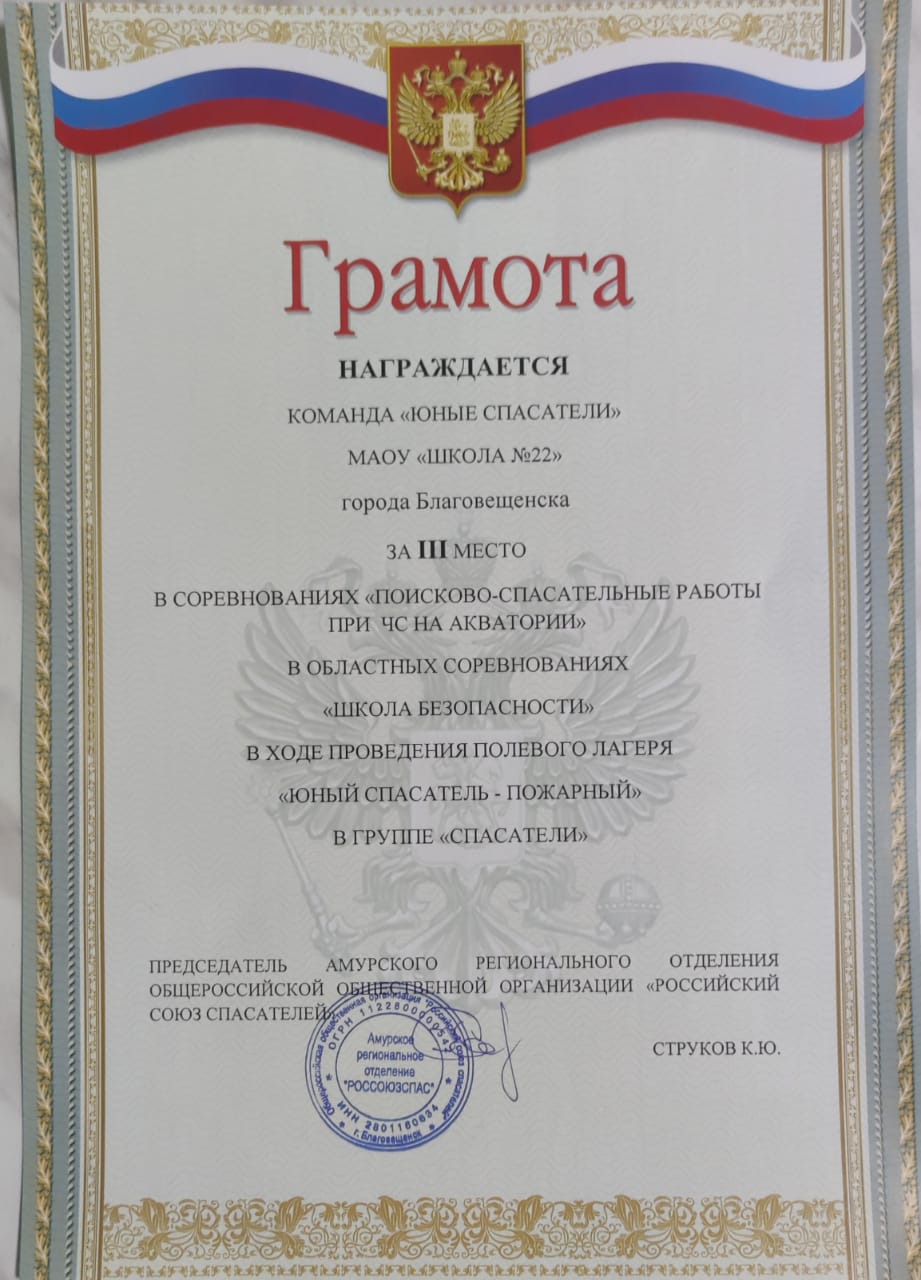 Грамота
НАГРАЖДАЕТСЯ
КОМАНДА «ЮНЫЕ СПАСАТЕЛИ»
МАОУ «ШКОЛА №22»
города Благовещенска
ЗА III МЕСТО
В СОРЕВНОВАНИЯХ «ПОИСКОВО-СПАСАТЕЛЬНЫЕ РАБОТЫ
ПРИ ЧС НА АКВАТОРИИ»
В ОБЛАСТНЫХ СОРЕВНОВАНИЯХ
«ШКОЛА БЕЗОПАСНОСТИ»
В ХОДЕ ПРОВЕДЕНИЯ ПОЛЕВОГО ЛАГЕРЯ
«ЮНЫЙ СПАСАТЕЛЬ - ПОЖАРНЫЙ»
В ГРУППЕ «СПАСАТЕЛИ»
ПРЕДСЕДАТЕЛЬ АМУРСКОГО РЕГИОНАЛЬНОГО ОТДЕЛЕНИЯ
ОБЩЕРОССИЙСКОЙ ОБЩЕСТВЕННОЙ ОРГАНИЗАЦИИ «РОССИЙСКИЙ
СОЮЗ СПАСАТЕЛЕЙ»
СТРУКОВ К.Ю.
Общероссийская общественная организация "Российский союз спасателей"
ОГРН
Амурское
региональное
отделение
"РОССОЮЗСПАС"
ИНН 2801160634
г.Благовещенск